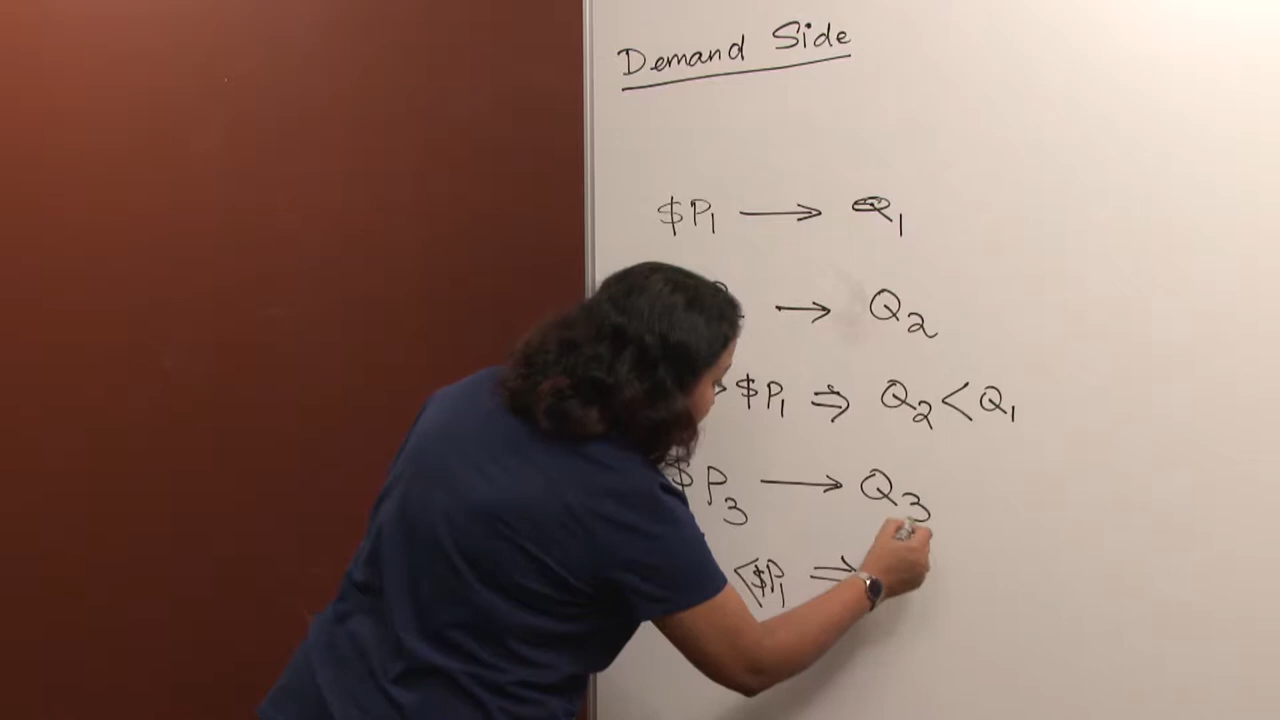 Demand Side
$P₁ → Q₁
→ Q₂
> $P₁ ⇒ Q₂ < Q₁
$P₃ → Q₃
< $P₁ ⇒